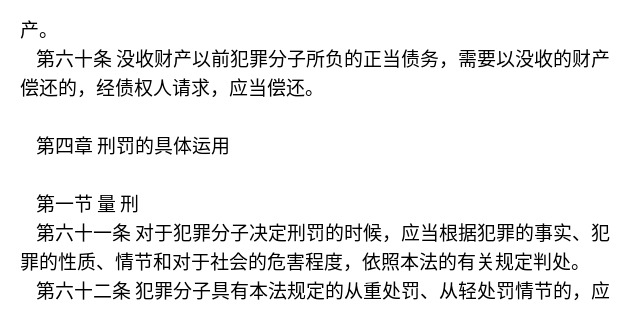 产。
第六十条 没收财产以前犯罪分子所负的正当债务，需要以没收的财产
偿还的，经债权人请求，应当偿还。
第四章 刑罚的具体运用
第一节 量 刑
第六十一条 对于犯罪分子决定刑罚的时候，应当根据犯罪的事实、犯
罪的性质、情节和对于社会的危害程度，依照本法的有关规定判处。
第六十二条 犯罪分子具有本法规定的从重处罚、从轻处罚情节的，应